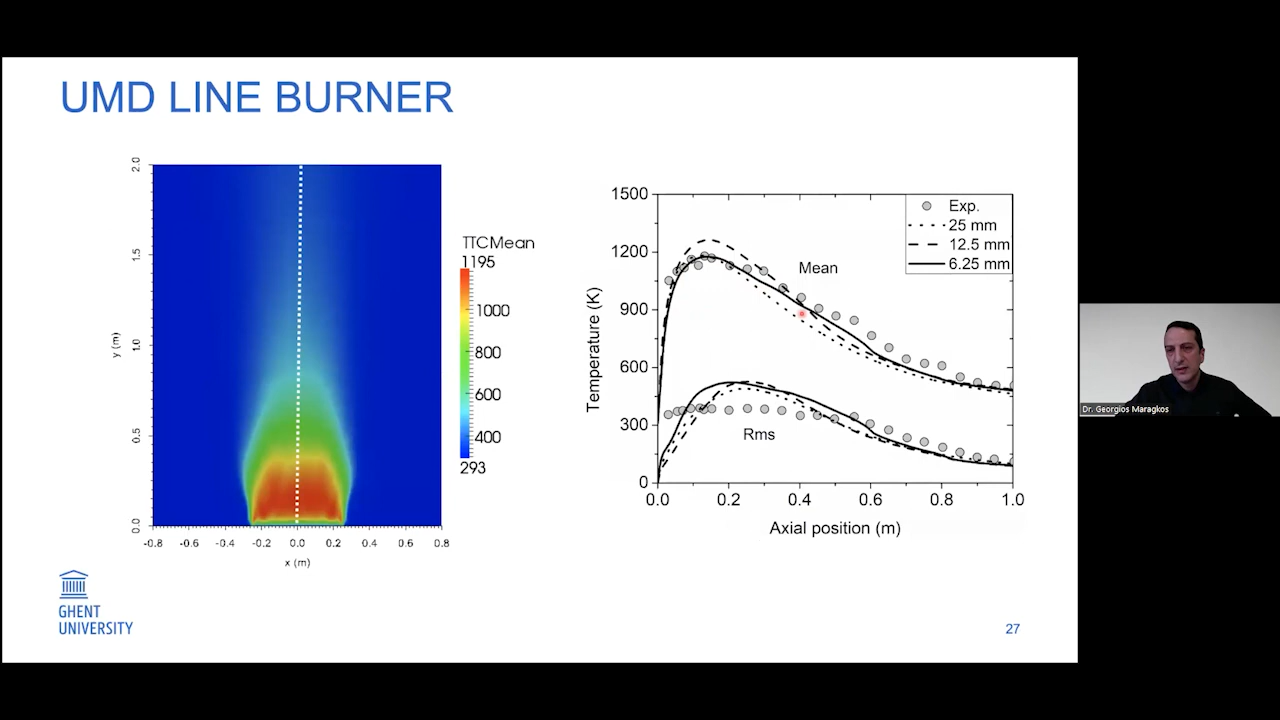 UMD LINE BURNER
2.0
1.5
1.0
0.5
0.0
y (m)
-0.8 -0.6 -0.4 -0.2 0.0 0.2 0.4 0.6 0.8
x (m)
TTCMean
1195
1000
800
600
400
293
1500
1200
900
600
300
0
Temperature (K)
Exp.
25 mm
12.5 mm
6.25 mm
Mean
Rms
0.0 0.2 0.4 0.6 0.8 1.0
Axial position (m)
GHENT
UNIVERSITY
27
Dr. Georgios Maragkos